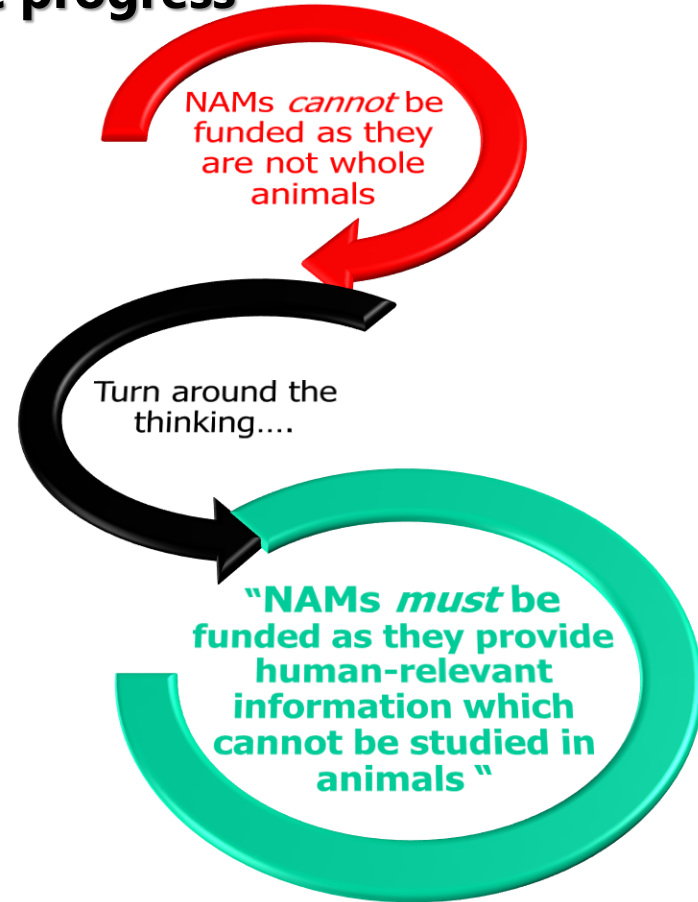 progress
NAMs cannot be
funded as they
are not whole
animals
Turn around the
thinking....
"NAMs must be
funded as they provide
human-relevant
information which
cannot be studied in
animals "